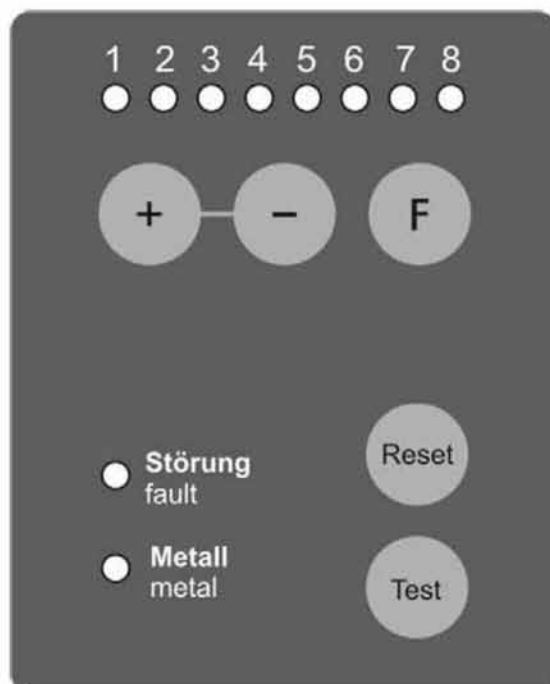 1 2 3 4 5 6 7 8
+ − F
Störung
fault
Reset
Metall
metal
Test